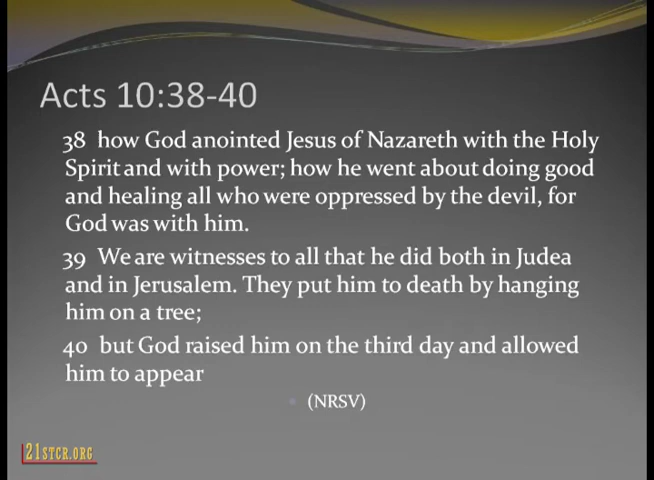 Acts 10:38-40
38 how God anointed Jesus of Nazareth with the Holy
Spirit and with power; how he went about doing good
and healing all who were oppressed by the devil, for
God was with him.
39 We are witnesses to all that he did both in Judea
and in Jerusalem. They put him to death by hanging
him on a tree;
40 but God raised him on the third day and allowed
him to appear
(NRSV)
21STCR.ORG